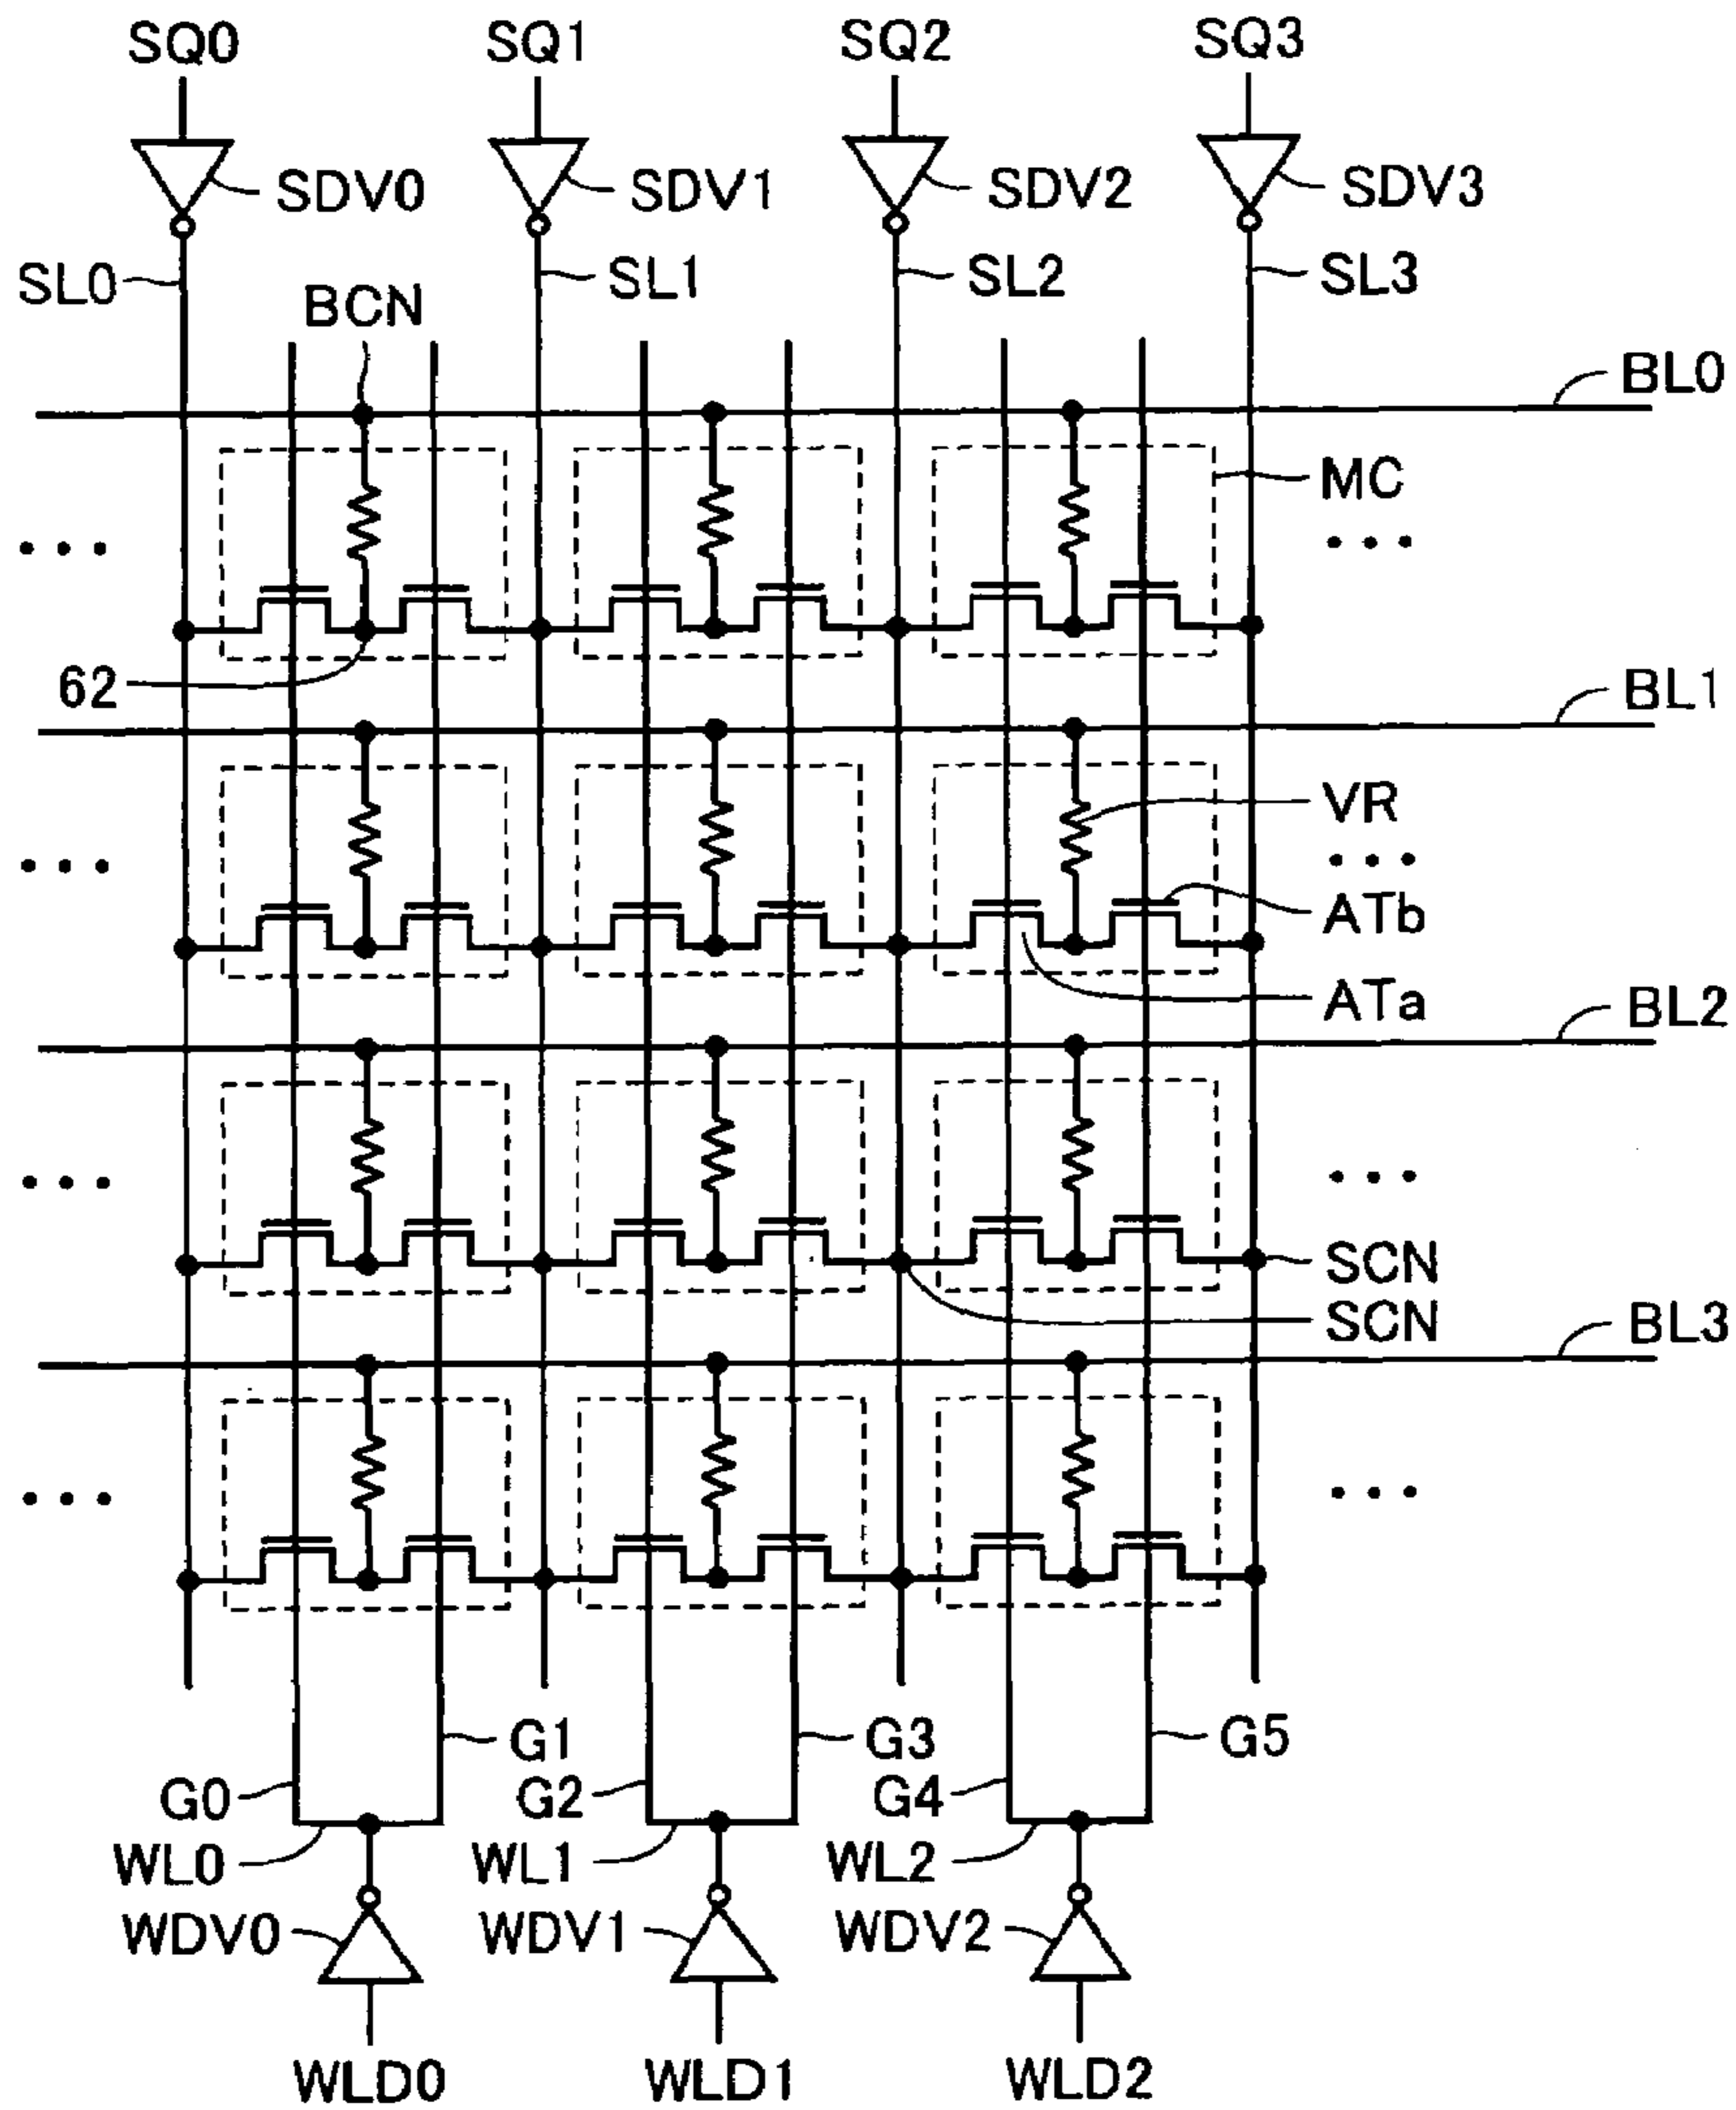 SQ0 SQ1 SQ2 SQ3
SDV0 SDV1 SDV2 SDV3
SL0 SL1 SL2 SL3
BCN
BL0
MC
62
BL1
VR
ATb
ATa
BL2
SCN
SCN
BL3
G1 G3 G5
G0 G2 G4
WL0 WL1 WL2
WDV0 WDV1 WDV2
WLD0 WLD1 WLD2